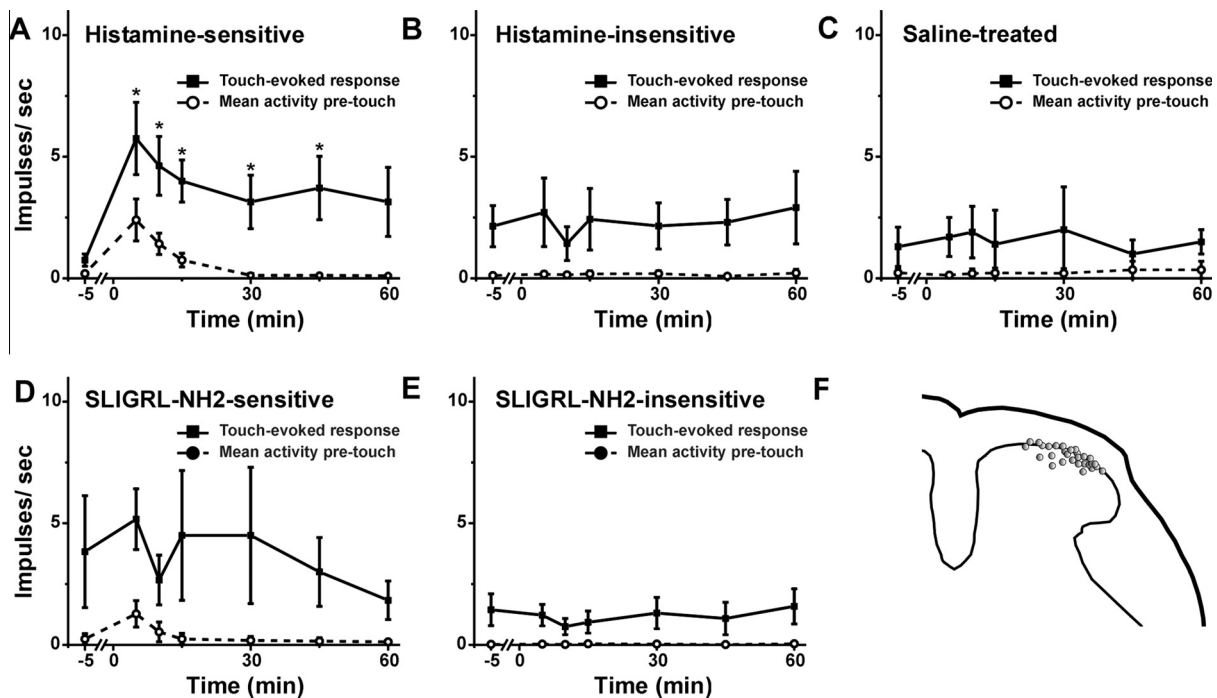 A
Histamine-sensitive
Touch-evoked response
Mean activity pre-touch
Impulses/ sec
10
5
0
* * * * *
-5 0 30 60
Time (min)
B
Histamine-insensitive
Touch-evoked response
Mean activity pre-touch
10
5
0
-5 0 30 60
Time (min)
C
Saline-treated
Touch-evoked response
Mean activity pre-touch
10
5
0
-5 0 30 60
Time (min)
D
SLIGRL-NH2-sensitive
Touch-evoked response
Mean activity pre-touch
Impulses/ sec
10
5
0
-5 0 30 60
Time (min)
E
SLIGRL-NH2-insensitive
Touch-evoked response
Mean activity pre-touch
10
5
0
-5 0 30 60
Time (min)
F